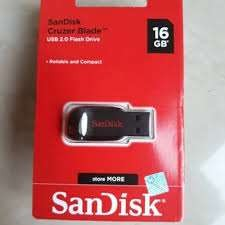 SanDisk
Cruzer Blade™
USB 2.0 Flash Drive
16
GB*
• Reliable and Compact
SanDisk
store MORE
SanDisk